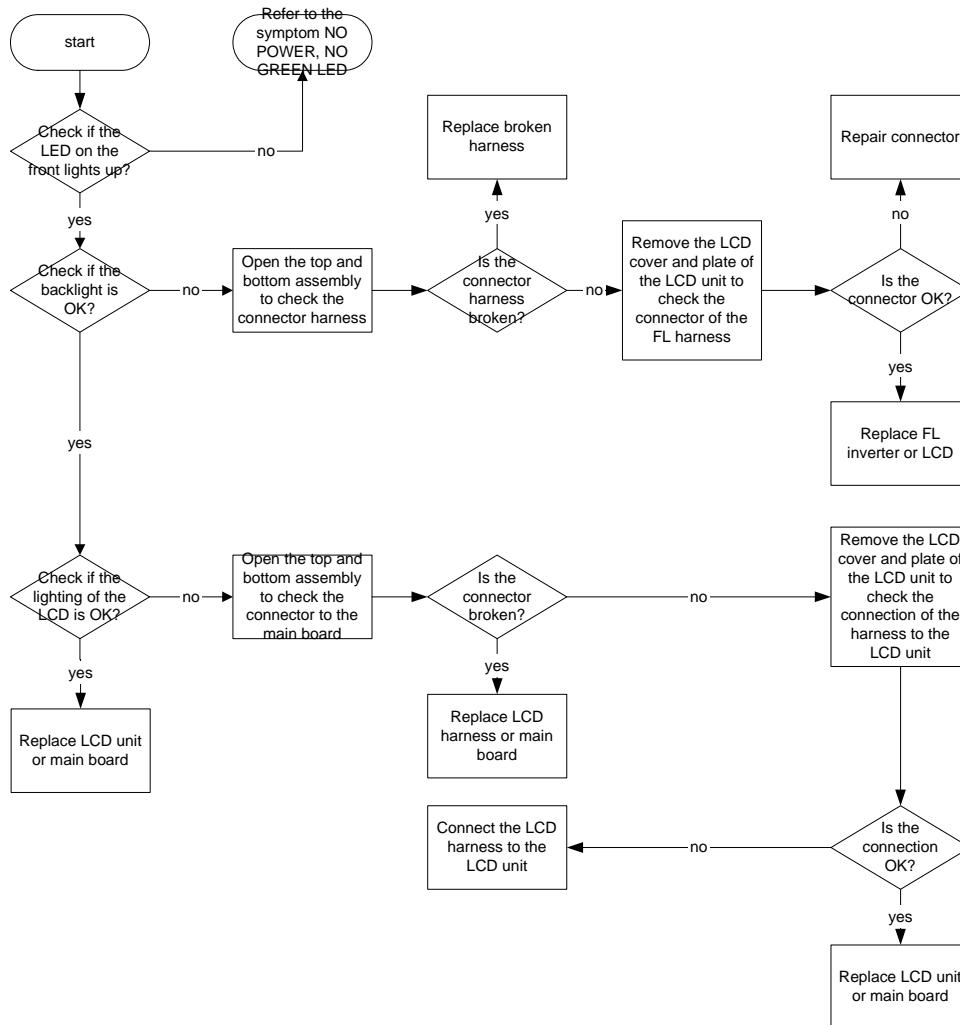 start
Refer to the
symptom NO
POWER, NO
GREEN LED
Check if the
LED on the
front lights up?
no
yes
Replace broken
harness
Repair connector
yes
no
Check if the
backlight is
OK?
no
Open the top and
bottom assembly
to check the
connector harness
Is the
connector
harness
broken?
no
Remove the LCD
cover and plate of
the LCD unit to
check the
connector of the
FL harness
Is the
connector OK?
yes
Replace FL
inverter or LCD
yes
Check if the
lighting of the
LCD is OK?
no
Open the top and
bottom assembly
to check the
connector to the
main board
Is the
connector
broken?
no
Remove the LCD
cover and plate of
the LCD unit to
check the
connection of the
harness to the
LCD unit
yes
yes
Replace LCD unit
or main board
Replace LCD
harness or main
board
Connect the LCD
harness to the
LCD unit
no
Is the
connection
OK?
yes
Replace LCD unit
or main board